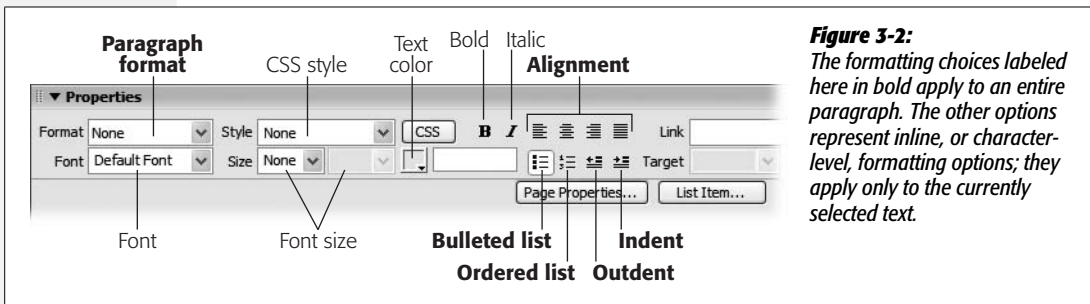 Paragraph
format
CSS style
Text
color
Bold
Italic
Alignment
Properties
Format None Style None CSS B I Link
Font Default Font Size None Target
Page Properties... List Item...
Font
Font size
Bulleted list
Indent
Ordered list
Outdent
Figure 3-2:
The formatting choices labeled
here in bold apply to an entire
paragraph. The other options
represent inline, or character-
level, formatting options; they
apply only to the currently
selected text.